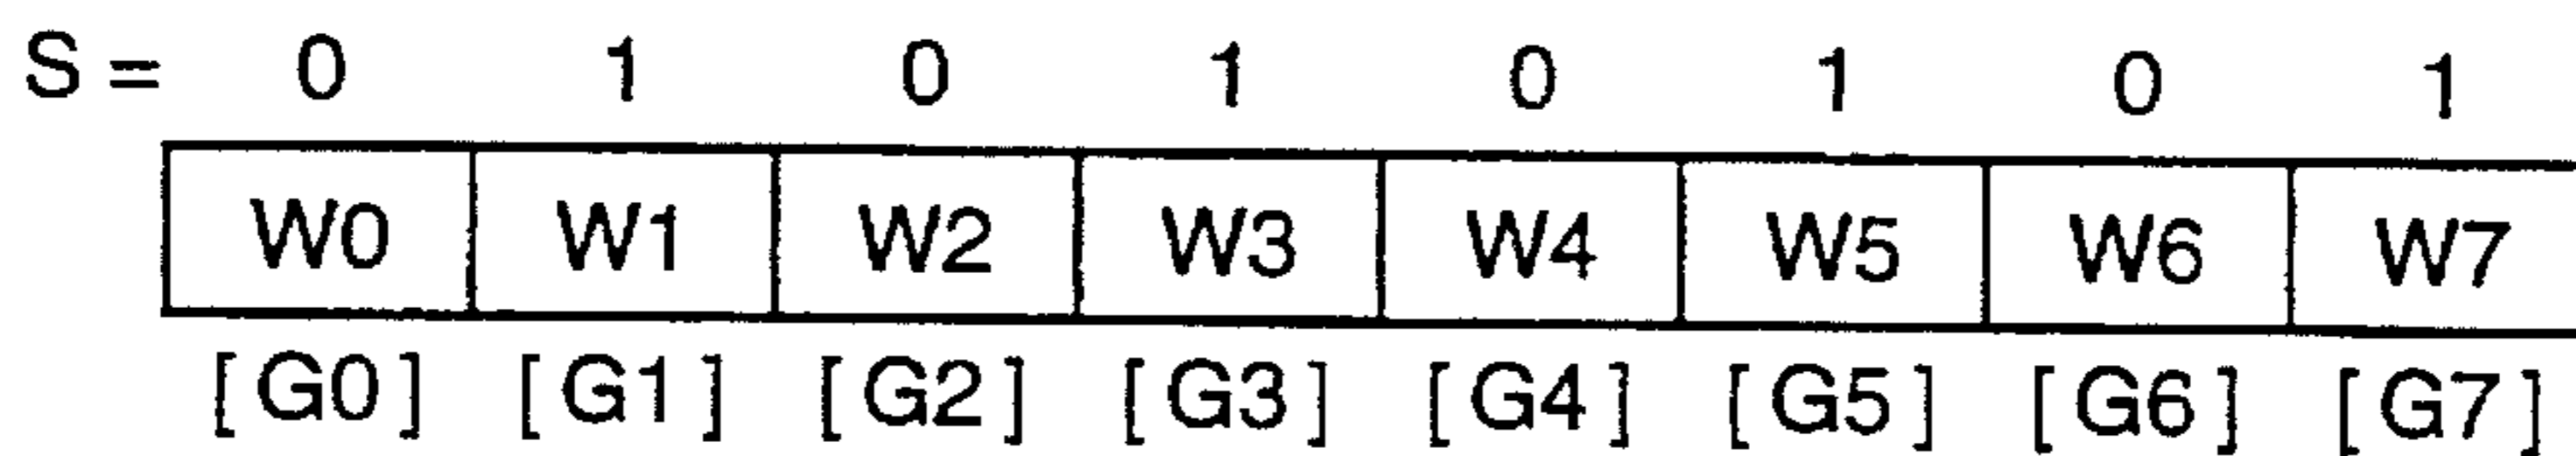 S = 0 1 0 1 0 1 0 1
W0 W1 W2 W3 W4 W5 W6 W7
[G0] [G1] [G2] [G3] [G4] [G5] [G6] [G7]